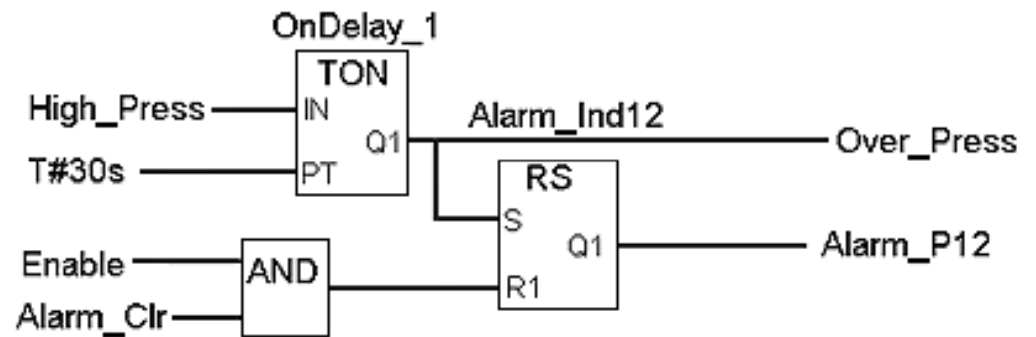 OnDelay_1
TON
High_Press
IN
Q1
T#30s
PT
Alarm_Ind12
Over_Press
RS
S
Q1
R1
Alarm_P12
Enable
AND
Alarm_Clr